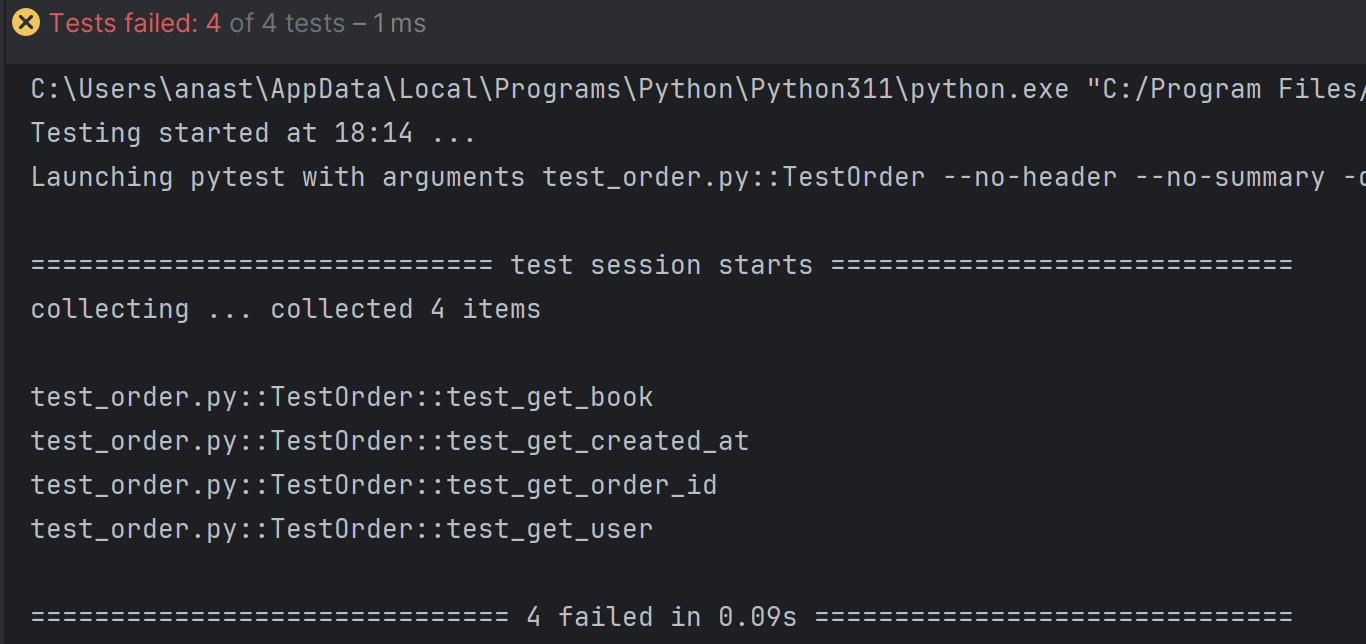 Tests failed: 4 of 4 tests – 1 ms
C:\Users\anast\AppData\Local\Programs\Python\Python311\python.exe "C:/Program Files/
Testing started at 18:14 ...
Launching pytest with arguments test_order.py::TestOrder --no-header --no-summary -
============================= test session starts =============================
collecting ... collected 4 items
test_order.py::TestOrder::test_get_book
test_order.py::TestOrder::test_get_created_at
test_order.py::TestOrder::test_get_order_id
test_order.py::TestOrder::test_get_user
============================== 4 failed in 0.09s ==============================